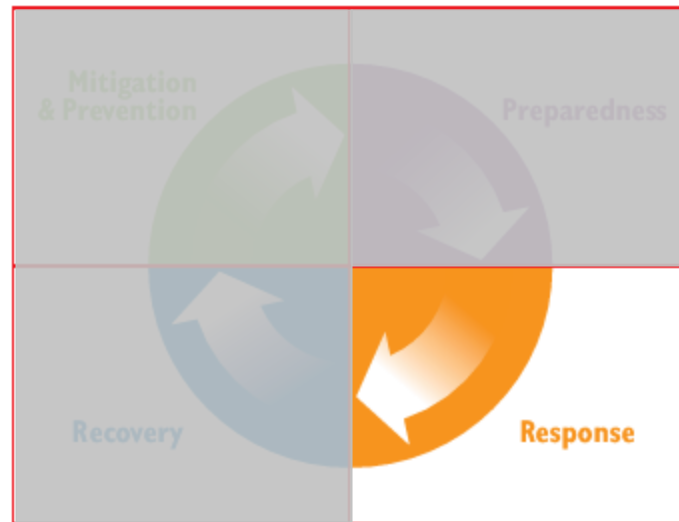 Mitigation
& Prevention
Preparedness
Recovery
Response